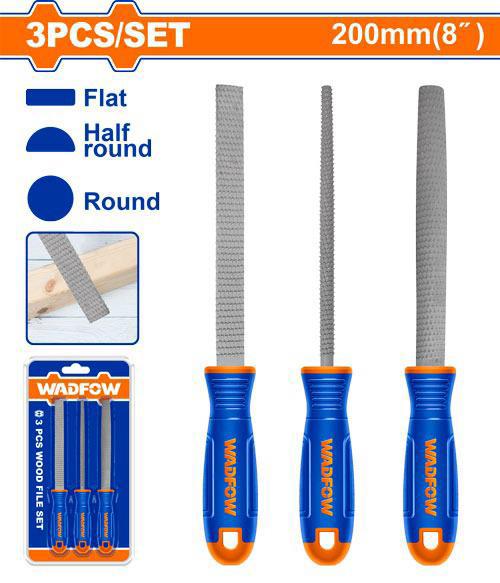 WADFOW
3PCS/SET
200mm(8˝)
Flat
Half
round
Round
WADFOW
3 PCS WOOD FILE SET
WADFOW
WADFOW
WADFOW